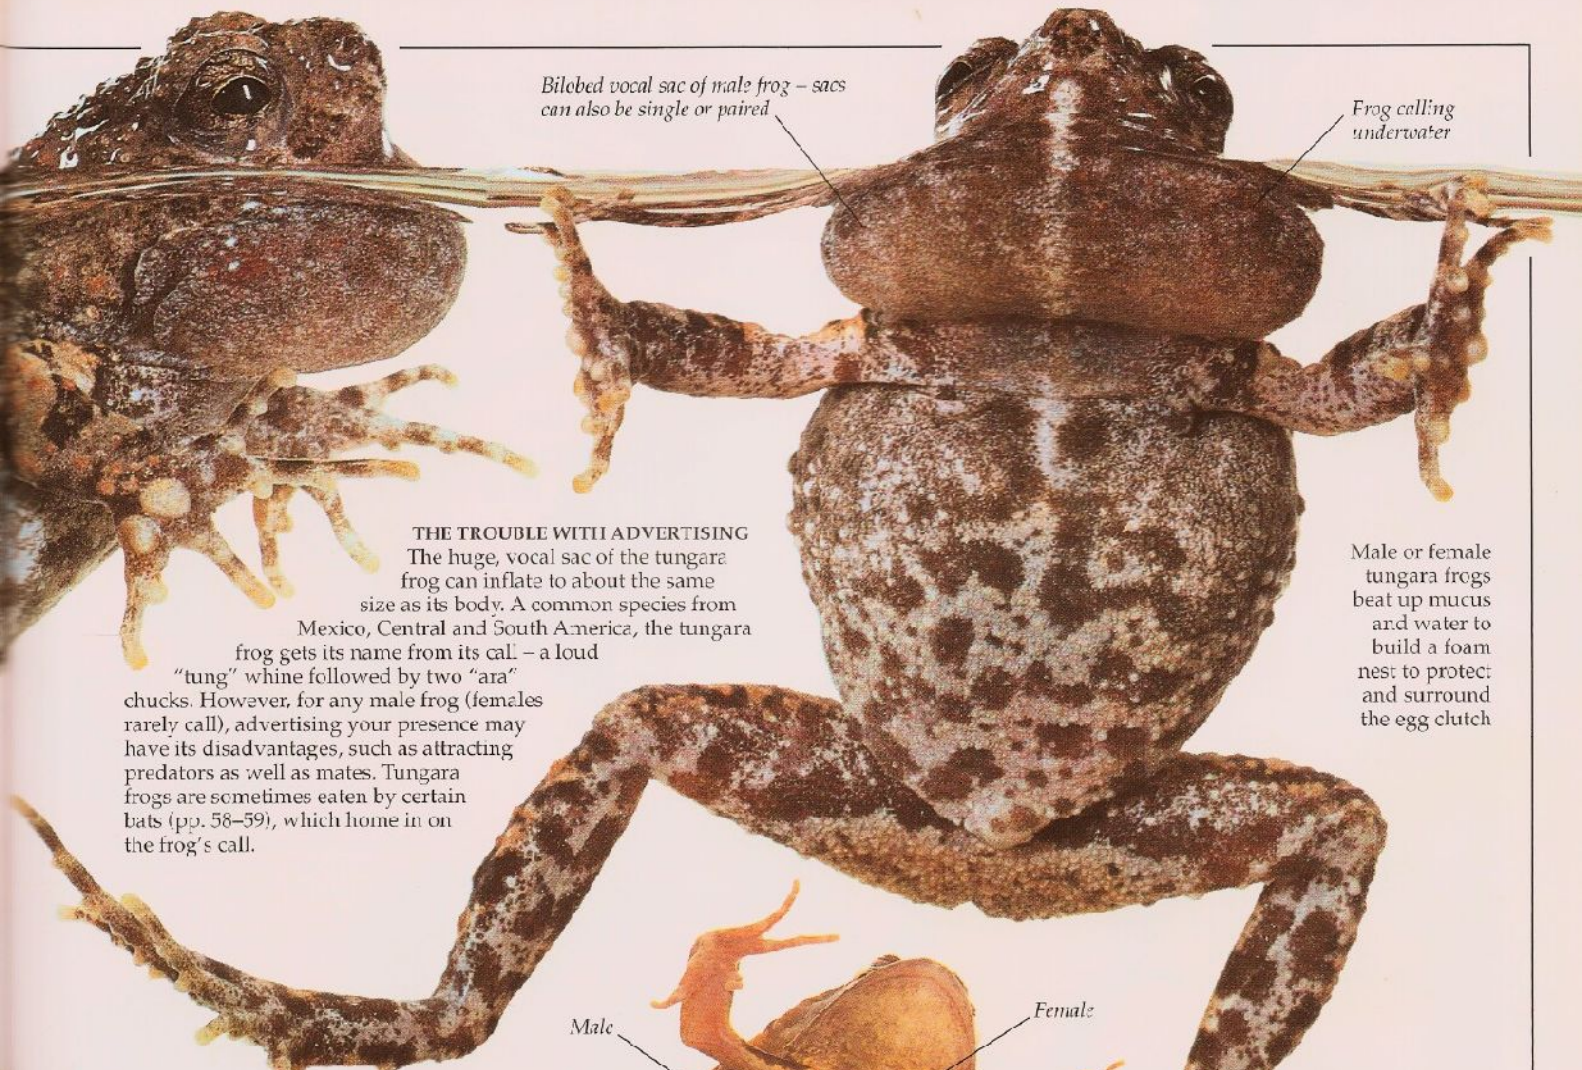 Bilobed vocal sac of male frog – sacs
can also be single or paired
Frog calling
underwater
THE TROUBLE WITH ADVERTISING
The huge, vocal sac of the tungara
frog can inflate to about the same
size as its body. A common species from
Mexico, Central and South America, the tungara
frog gets its name from its call – a loud
“tung” whine followed by two “ara”
chucks. However, for any male frog (females
rarely call), advertising your presence may
have its disadvantages, such as attracting
predators as well as mates. Tungara
frogs are sometimes eaten by certain
bats (pp. 58–59), which home in on
the frog's call.
Male or female
tungara frogs
beat up mucus
and water to
build a foam
nest to protect
and surround
the egg clutch
Male
Female